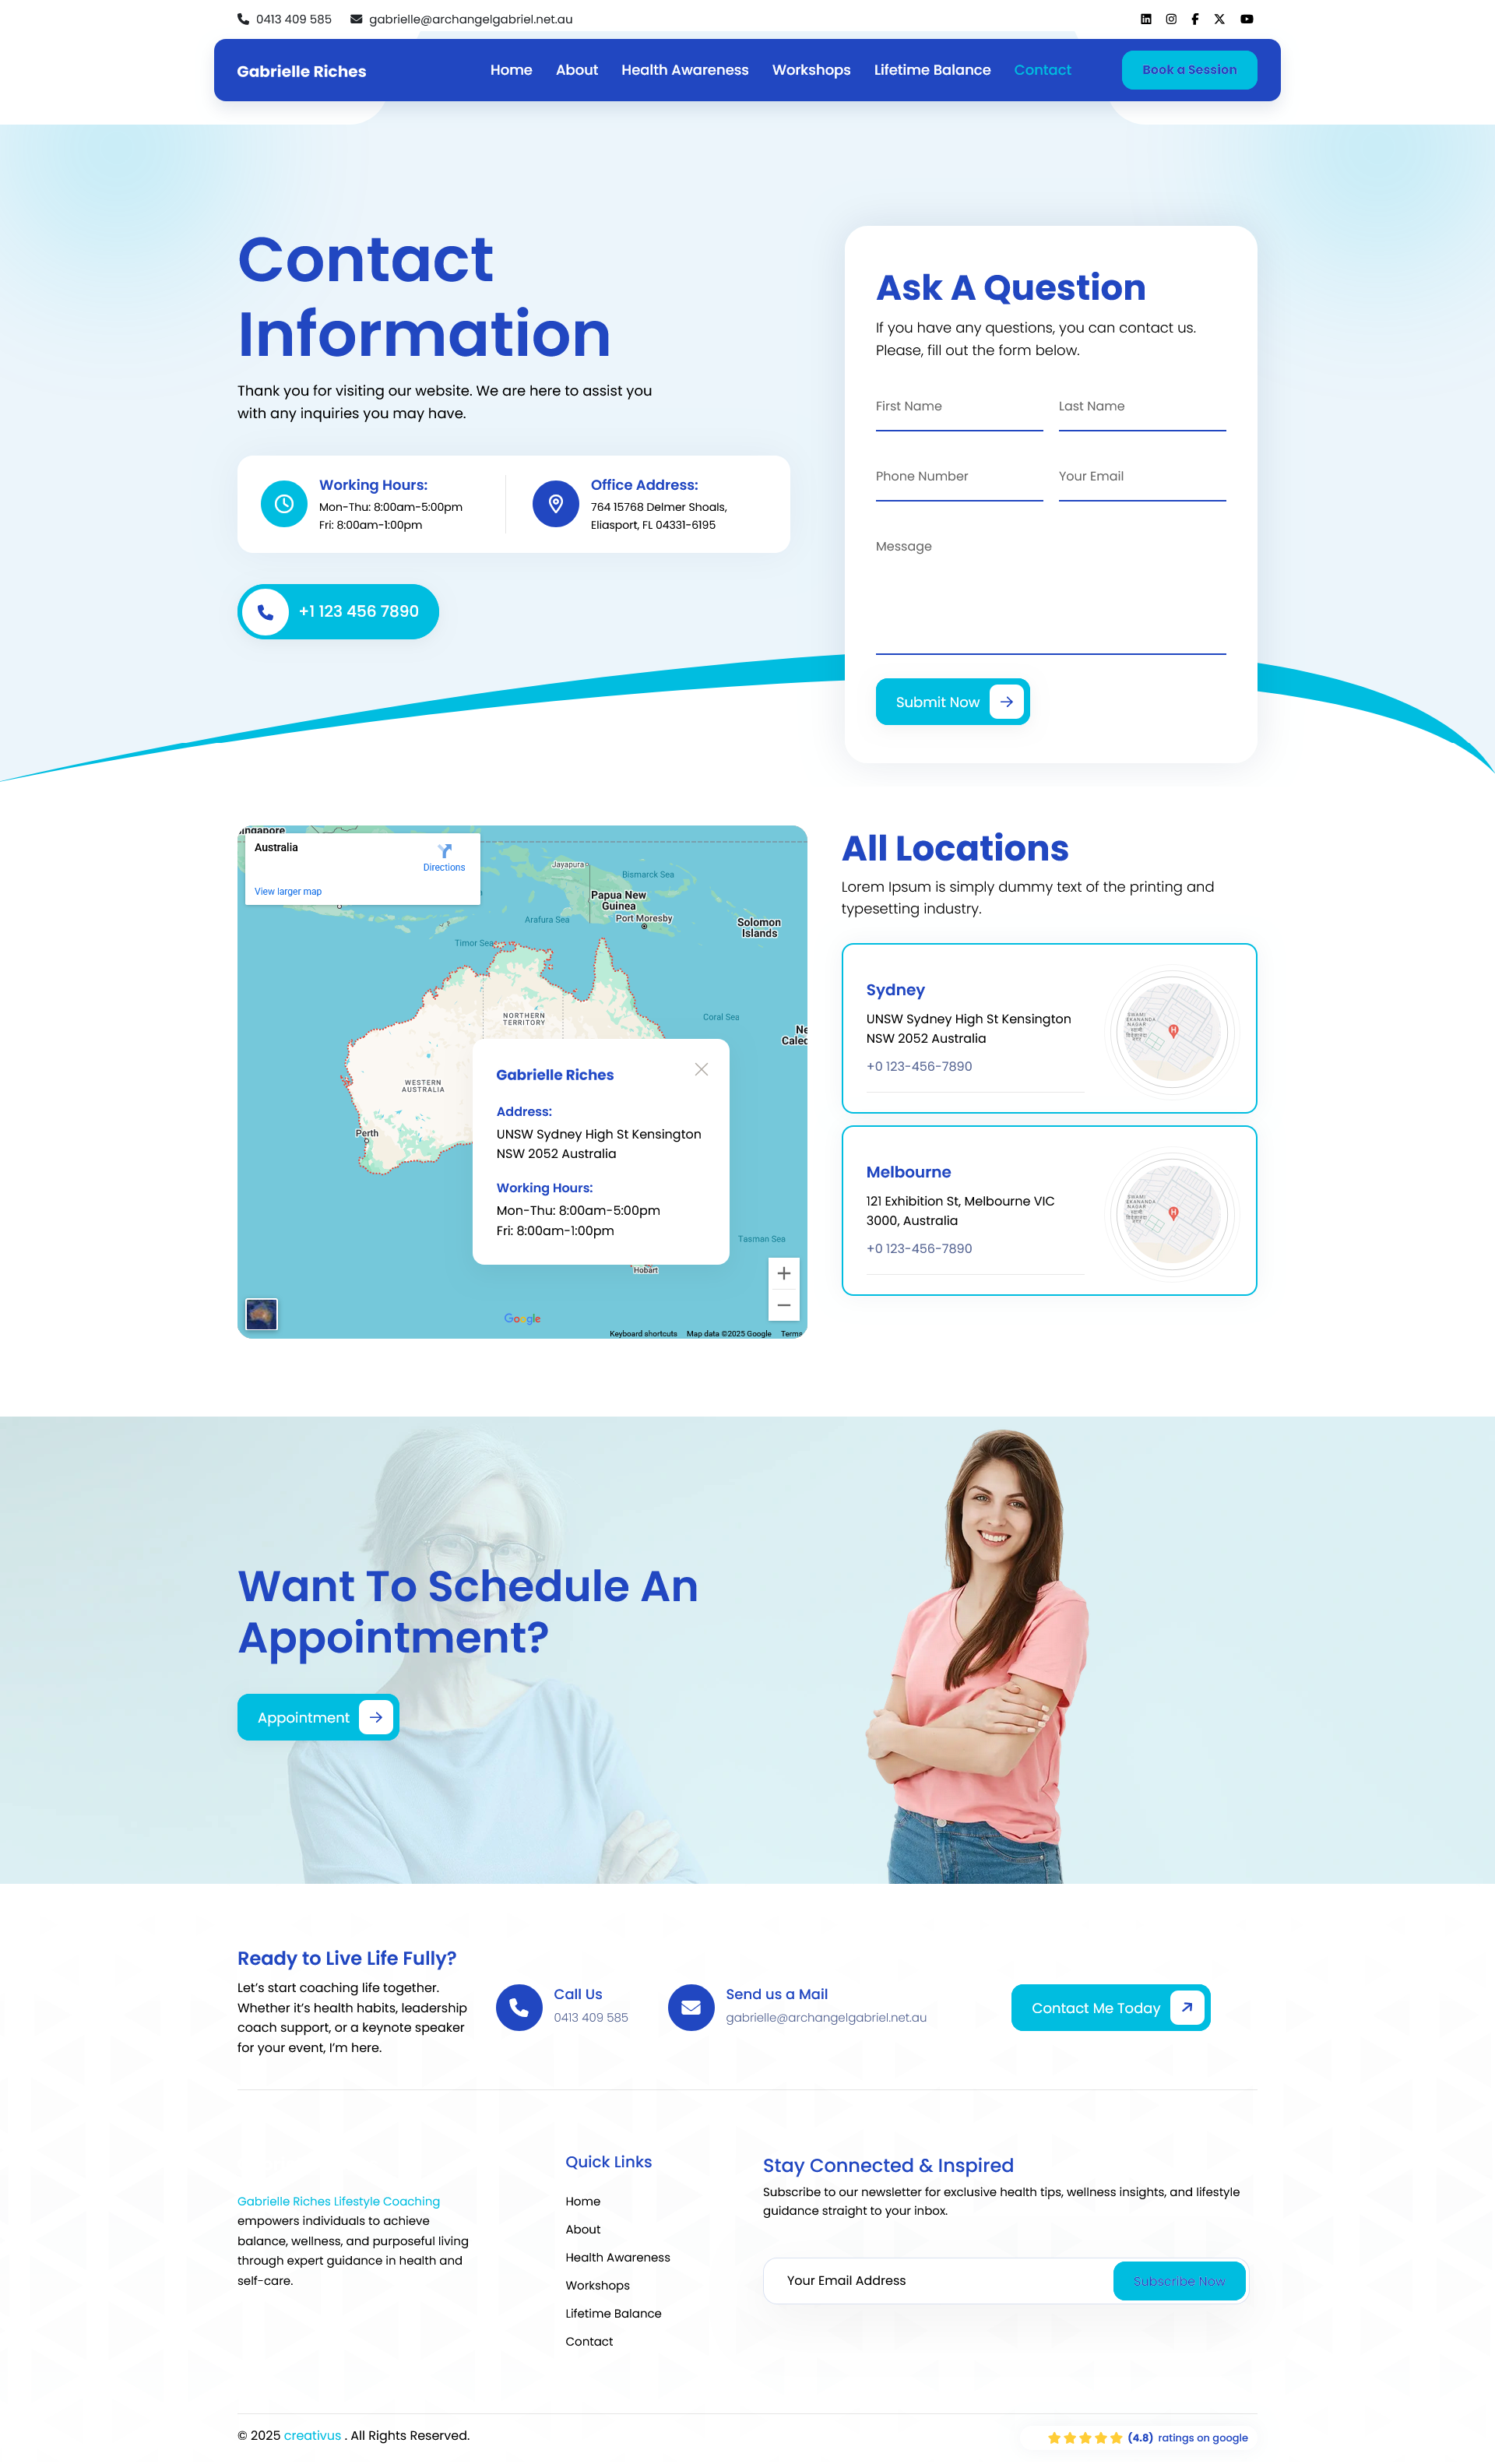 0413 409 585 gabrielle@archangelgabriel.net.au
Gabrielle Riches Home About Health Awareness Workshops Lifetime Balance Contact Book a Session
Contact
Information
Thank you for visiting our website. We are here to assist you
with any inquiries you may have.
Working Hours:
Mon-Thu: 8:00am-5:00pm
Fri: 8:00am-1:00pm
Office Address:
764 15768 Delmer Shoals,
Eliasport, FL 04331-6195
+1 123 456 7890
Ask A Question
If you have any questions, you can contact us.
Please, fill out the form below.
First Name Last Name
Phone Number Your Email
Message
Submit Now
Australia
Directions
View larger map
Jayapura
Bismarck Sea
Papua New
Guinea
Arafura Sea
Port Moresby
Solomon
Islands
Timor Sea
NORTHERN
TERRITORY
Coral Sea
WESTERN
AUSTRALIA
Perth
Gabrielle Riches
Address:
UNSW Sydney High St Kensington
NSW 2052 Australia
Working Hours:
Mon-Thu: 8:00am-5:00pm
Fri: 8:00am-1:00pm
Tasman Sea
Hobart
Google
Keyboard shortcuts Map data ©2025 Google Terms
All Locations
Lorem Ipsum is simply dummy text of the printing and
typesetting industry.
Sydney
UNSW Sydney High St Kensington
NSW 2052 Australia
+0 123-456-7890
Melbourne
121 Exhibition St, Melbourne VIC
3000, Australia
+0 123-456-7890
Want To Schedule An
Appointment?
Appointment
Ready to Live Life Fully?
Let's start coaching life together.
Whether it's health habits, leadership
coach support, or a keynote speaker
for your event, I'm here.
Call Us
0413 409 585
Send us a Mail
gabrielle@archangelgabriel.net.au
Contact Me Today
Gabrielle Riches Lifestyle Coaching
empowers individuals to achieve
balance, wellness, and purposeful living
through expert guidance in health and
self-care.
Quick Links
Home
About
Health Awareness
Workshops
Lifetime Balance
Contact
Stay Connected & Inspired
Subscribe to our newsletter for exclusive health tips, wellness insights, and lifestyle
guidance straight to your inbox.
Your Email Address Subscribe Now
© 2025 creativus . All Rights Reserved.
(4.8) ratings on google